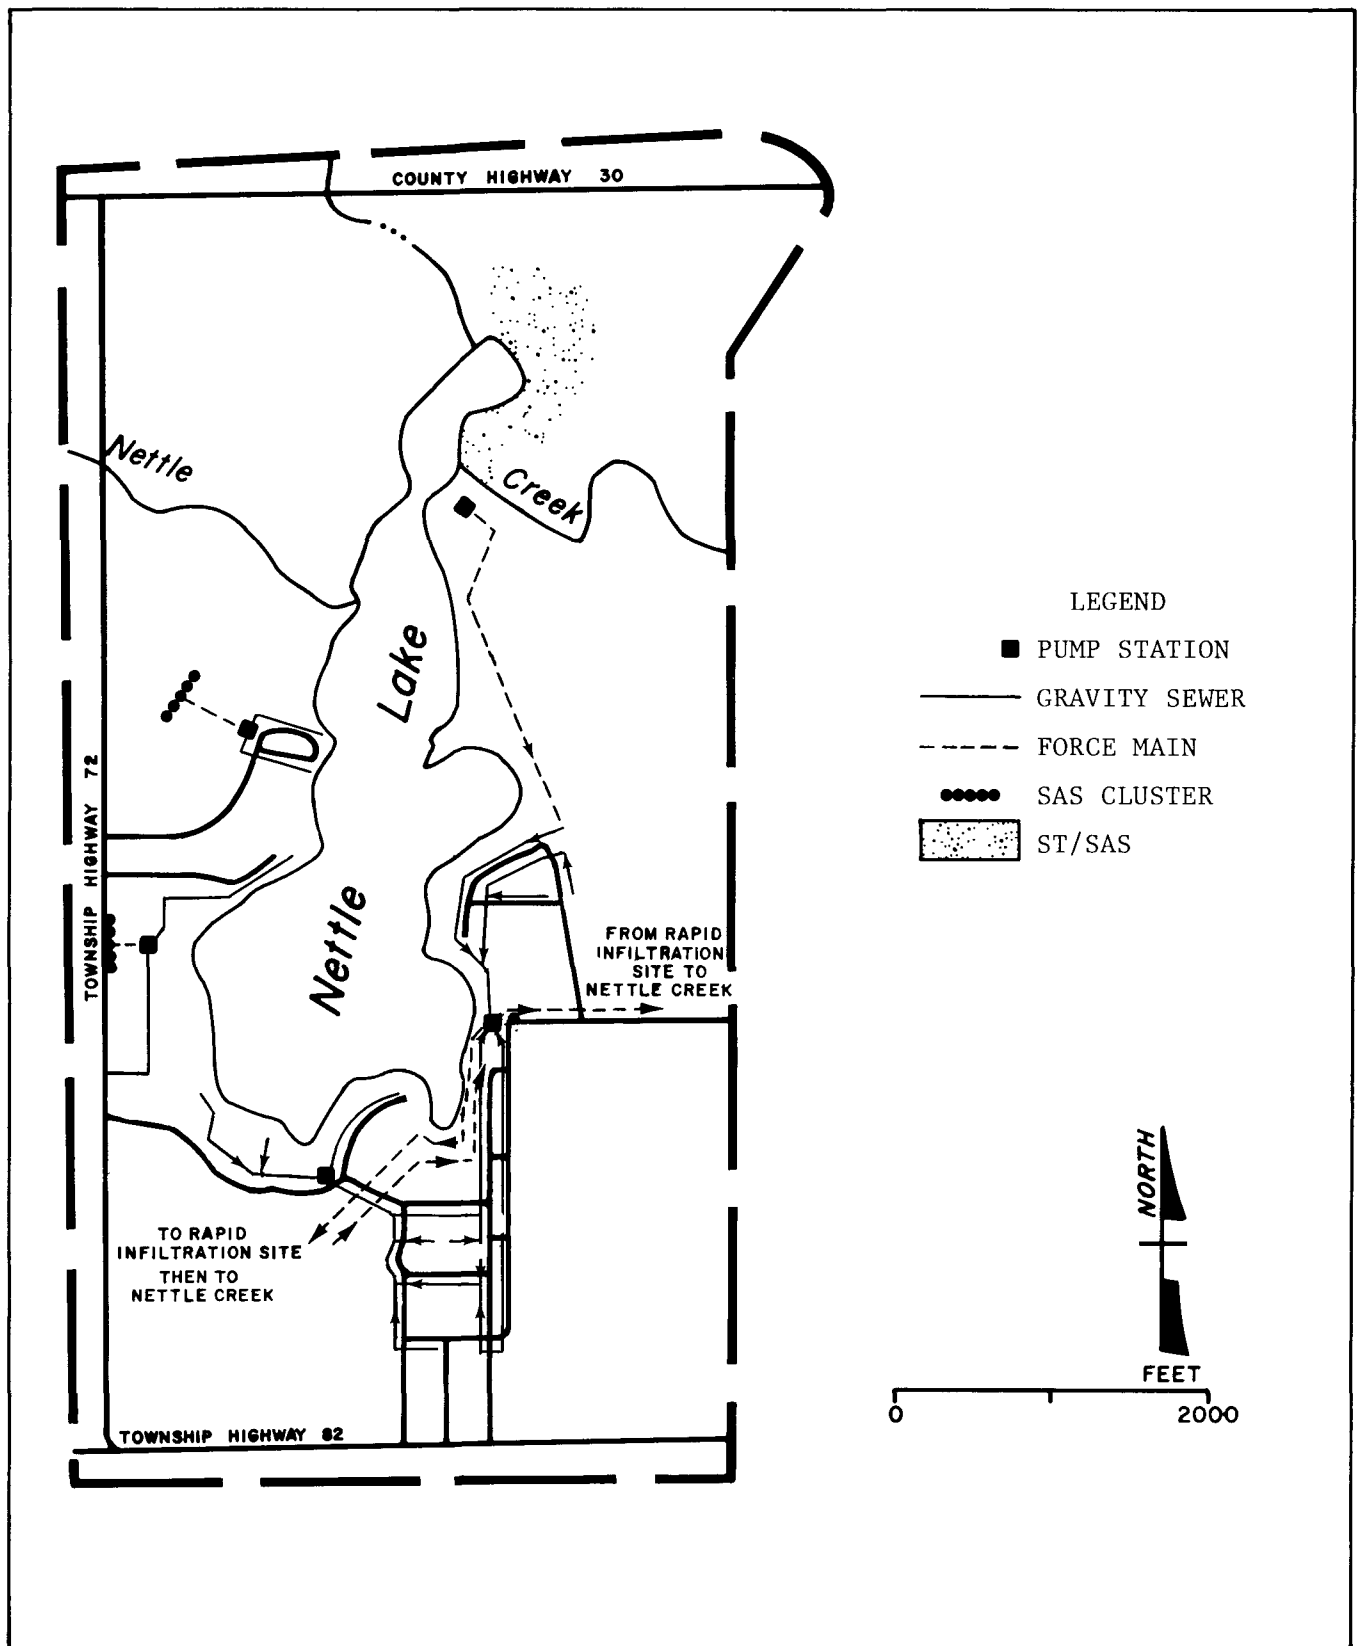 COUNTY HIGHWAY 30
Nettle
Creek
Nettle Lake
TOWNSHIP HIGHWAY 72
FROM RAPID
INFILTRATION
SITE TO
NETTLE CREEK
TO RAPID
INFILTRATION SITE
THEN TO
NETTLE CREEK
TOWNSHIP HIGHWAY 82
LEGEND
PUMP STATION
GRAVITY SEWER
FORCE MAIN
SAS CLUSTER
ST/SAS
NORTH
FEET
0 2000